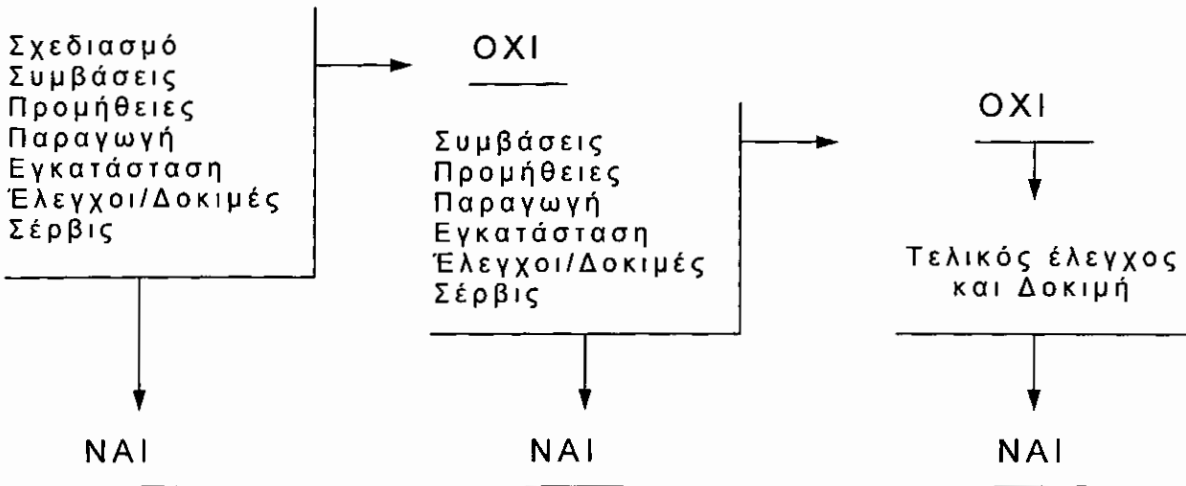 Σχεδιασμό
Συμβάσεις
Προμήθειες
Παραγωγή
Εγκατάσταση
Έλεγχοι/Δοκιμές
Σέρβις
ΝΑΙ
ΟΧΙ
Συμβάσεις
Προμήθειες
Παραγωγή
Εγκατάσταση
Έλεγχοι/Δοκιμές
Σέρβις
ΝΑΙ
ΟΧΙ
Τελικός έλεγχος
και Δοκιμή
ΝΑΙ